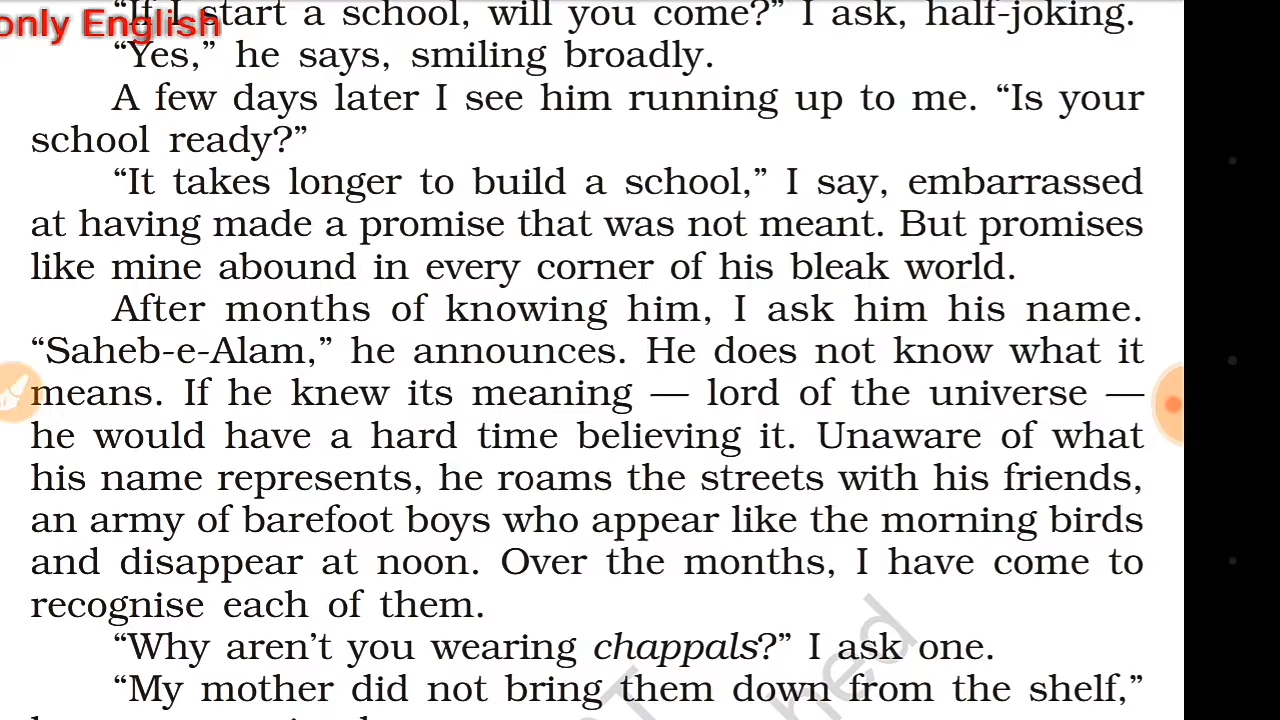 “If I start a school, will you come?” I ask, half-joking.
only English
“Yes,” he says, smiling broadly.
A few days later I see him running up to me. “Is your
school ready?”
“It takes longer to build a school,” I say, embarrassed
at having made a promise that was not meant. But promises
like mine abound in every corner of his bleak world.
After months of knowing him, I ask him his name.
“Saheb-e-Alam,” he announces. He does not know what it
means. If he knew its meaning — lord of the universe —
he would have a hard time believing it. Unaware of what
his name represents, he roams the streets with his friends,
an army of barefoot boys who appear like the morning birds
and disappear at noon. Over the months, I have come to
recognise each of them.
“Why aren’t you wearing chappals?” I ask one.
“My mother did not bring them down from the shelf,”